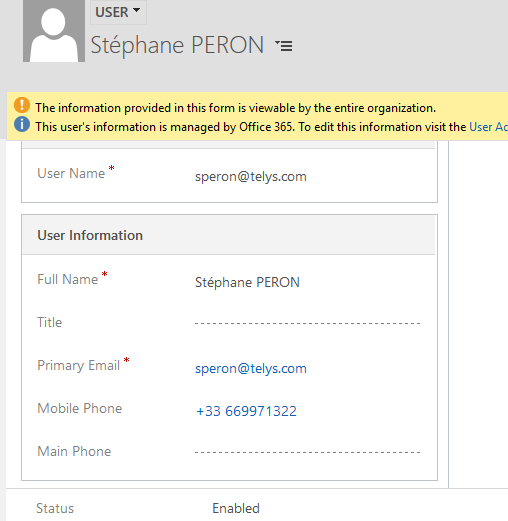 USER
Stéphane PERON
The information provided in this form is viewable by the entire organization.
This user's information is managed by Office 365. To edit this information visit the User Ac
User Name * speron@telys.com
User Information
Full Name * Stéphane PERON
Title
Primary Email * speron@telys.com
Mobile Phone +33 669971322
Main Phone
Status Enabled